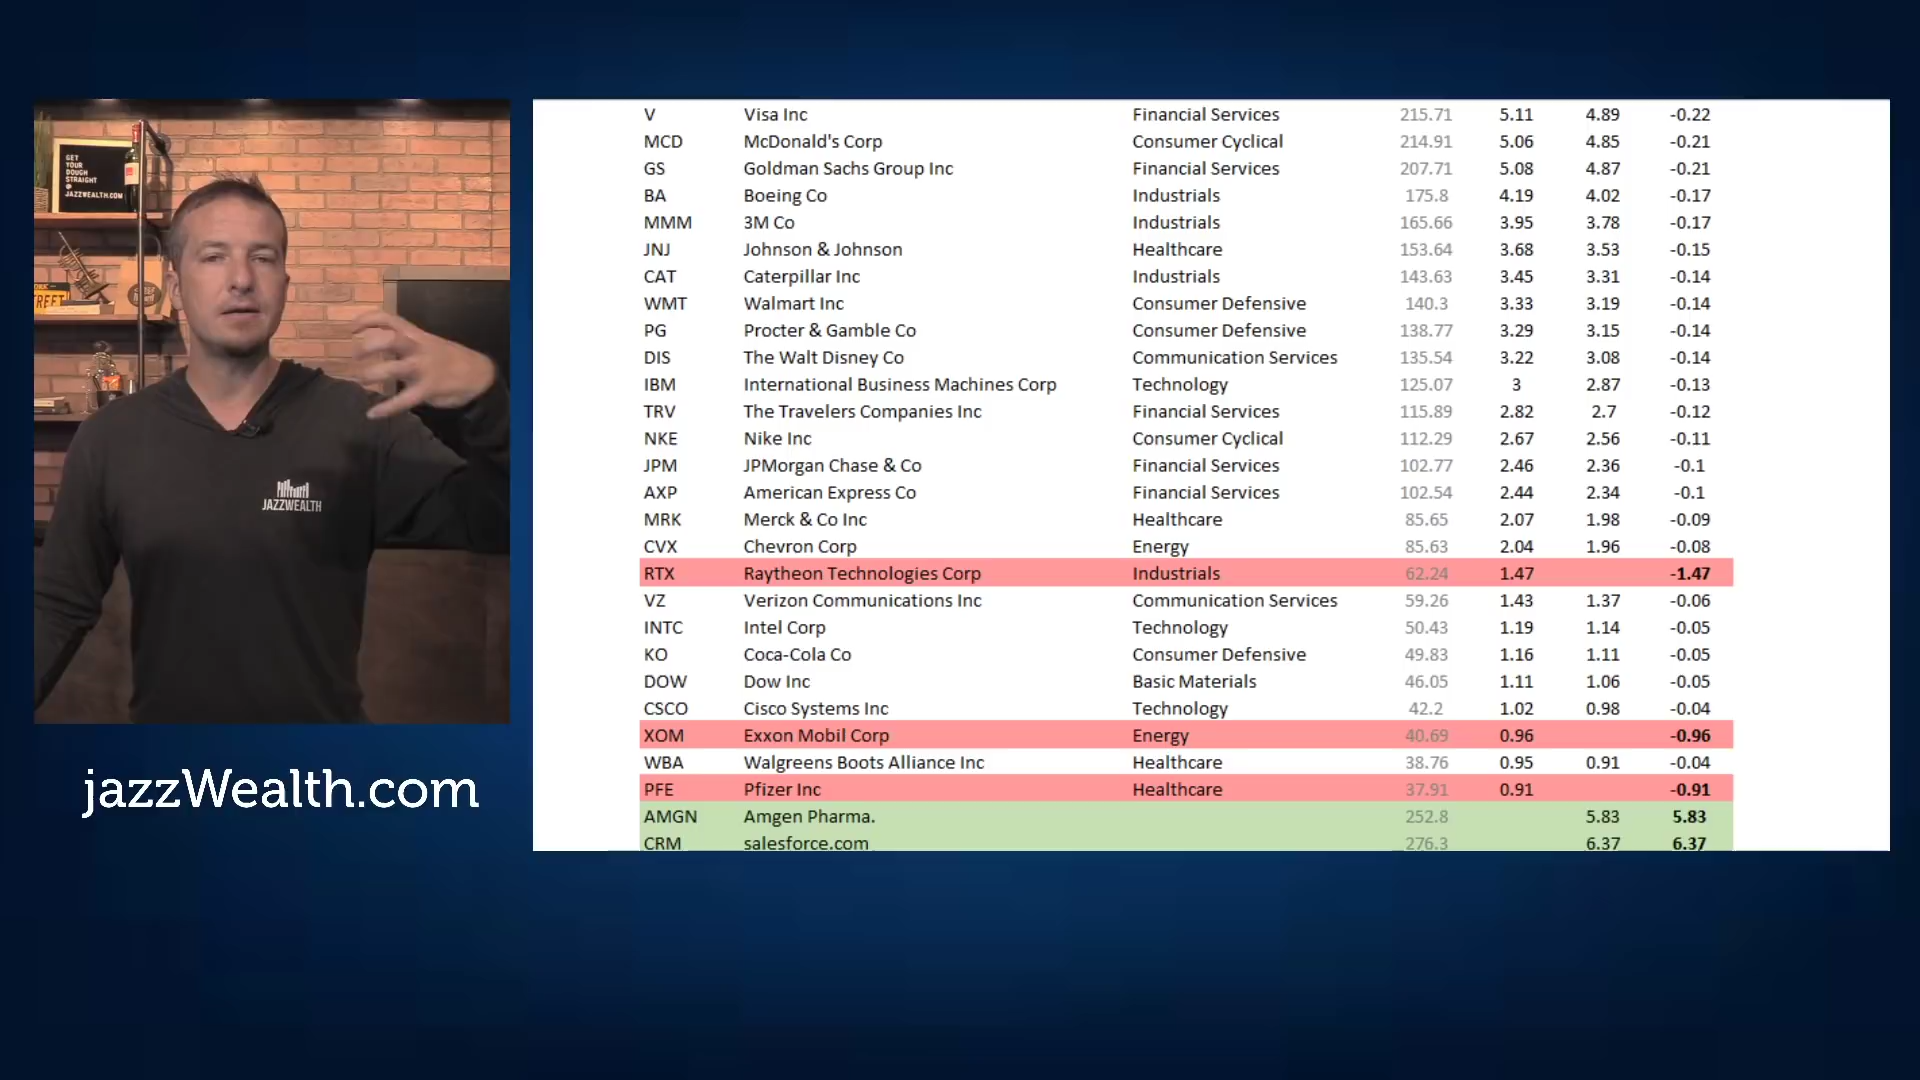 GET
YOUR
DOUGH
STRAIGHT
@
JAZZWEALTH.COM
JAZZWEALTH
jazzWealth.com
V Visa Inc Financial Services 215.71 5.11 4.89 -0.22
MCD McDonald's Corp Consumer Cyclical 214.91 5.06 4.85 -0.21
GS Goldman Sachs Group Inc Financial Services 207.71 5.08 4.87 -0.21
BA Boeing Co Industrials 175.8 4.19 4.02 -0.17
MMM 3M Co Industrials 165.66 3.95 3.78 -0.17
JNJ Johnson & Johnson Healthcare 153.64 3.68 3.53 -0.15
CAT Caterpillar Inc Industrials 143.63 3.45 3.31 -0.14
WMT Walmart Inc Consumer Defensive 140.3 3.33 3.19 -0.14
PG Procter & Gamble Co Consumer Defensive 138.77 3.29 3.15 -0.14
DIS The Walt Disney Co Communication Services 135.54 3.22 3.08 -0.14
IBM International Business Machines Corp Technology 125.07 3 2.87 -0.13
TRV The Travelers Companies Inc Financial Services 115.89 2.82 2.7 -0.12
NKE Nike Inc Consumer Cyclical 112.29 2.67 2.56 -0.11
JPM JPMorgan Chase & Co Financial Services 102.77 2.46 2.36 -0.1
AXP American Express Co Financial Services 102.54 2.44 2.34 -0.1
MRK Merck & Co Inc Healthcare 85.65 2.07 1.98 -0.09
CVX Chevron Corp Energy 85.63 2.04 1.96 -0.08
RTX Raytheon Technologies Corp Industrials 62.24 1.47 -1.47
VZ Verizon Communications Inc Communication Services 59.26 1.43 1.37 -0.06
INTC Intel Corp Technology 50.43 1.19 1.14 -0.05
KO Coca-Cola Co Consumer Defensive 49.83 1.16 1.11 -0.05
DOW Dow Inc Basic Materials 46.05 1.11 1.06 -0.05
CSCO Cisco Systems Inc Technology 42.2 1.02 0.98 -0.04
XOM Exxon Mobil Corp Energy 40.69 0.96 -0.96
WBA Walgreens Boots Alliance Inc Healthcare 38.76 0.95 0.91 -0.04
PFE Pfizer Inc Healthcare 37.91 0.91 -0.91
AMGN Amgen Pharma. 252.8 5.83 5.83
CRM salesforce.com 276.3 6.37 6.37